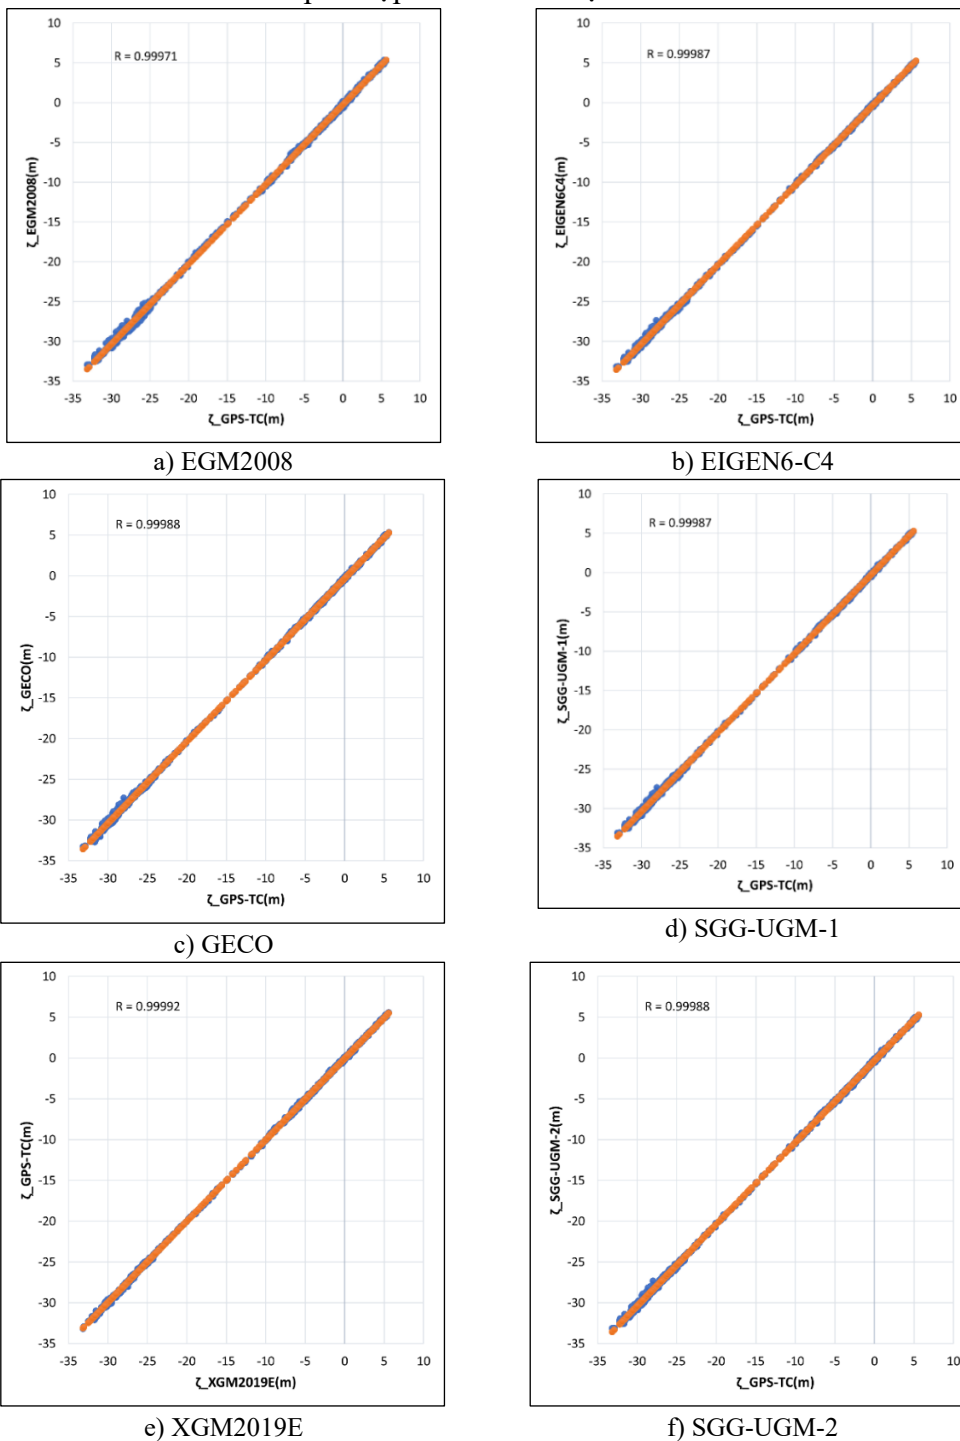 10
5
0
-5
-10
-15
-20
-25
-30
-35
R = 0.99971
ζ_EGM2008(m)
-35 -30 -25 -20 -15 -10 -5 0 5 10
ζ_GPS-TC(m)
a) EGM2008
10
5
0
-5
-10
-15
-20
-25
-30
-35
R = 0.99987
ζ_EIGEN6C4(m)
-35 -30 -25 -20 -15 -10 -5 0 5 10
ζ_GPS-TC(m)
b) EIGEN6-C4
10
5
0
-5
-10
-15
-20
-25
-30
-35
R = 0.99988
ζ_GECO(m)
-35 -30 -25 -20 -15 -10 -5 0 5 10
ζ_GPS-TC(m)
c) GECO
10
5
0
-5
-10
-15
-20
-25
-30
-35
R = 0.99987
ζ_SGG-UGM-1(m)
-35 -30 -25 -20 -15 -10 -5 0 5 10
ζ_GPS-TC(m)
d) SGG-UGM-1
10
5
0
-5
-10
-15
-20
-25
-30
-35
R = 0.99992
ζ_GPS-TC(m)
-35 -30 -25 -20 -15 -10 -5 0 5 10
ζ_XGM2019E(m)
e) XGM2019E
10
5
0
-5
-10
-15
-20
-25
-30
-35
R = 0.99988
ζ_SGG-UGM-2(m)
-35 -30 -25 -20 -15 -10 -5 0 5 10
ζ_GPS-TC(m)
f) SGG-UGM-2